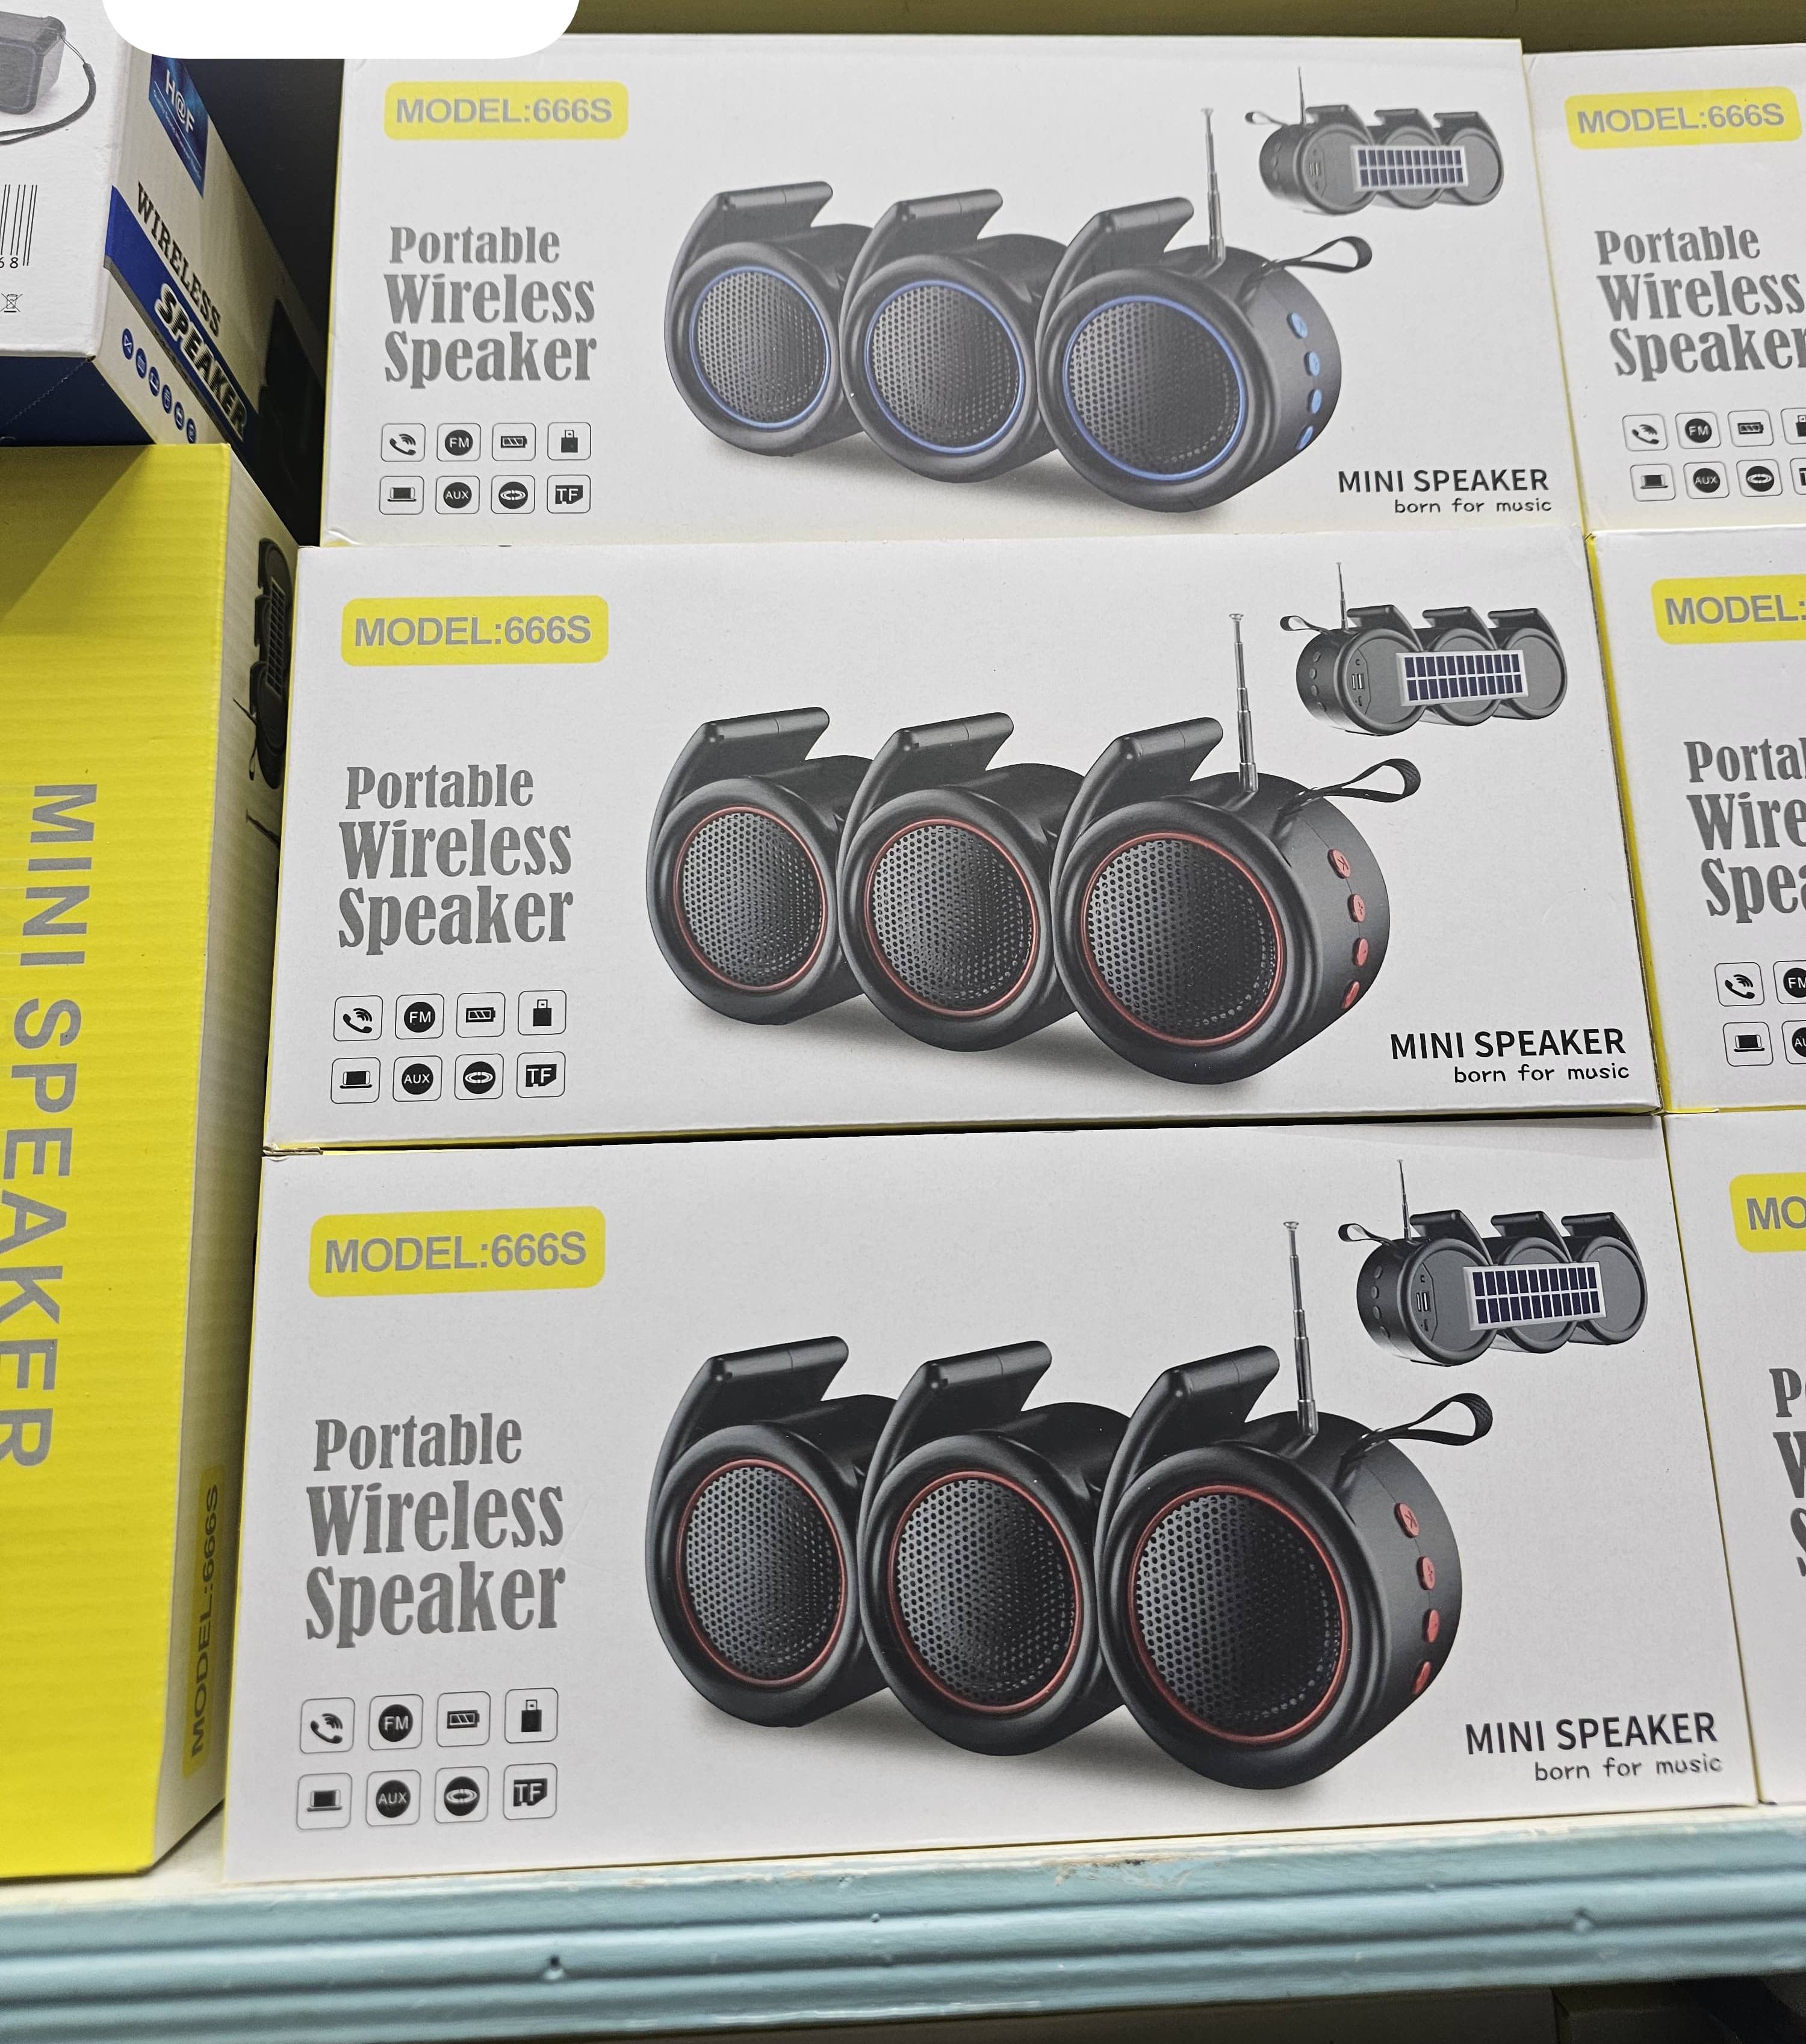 H@F
WIRELESS
SPEAKER
68
MODEL:666S
Portable
Wireless
Speaker
FM
AUX
TF
MINI SPEAKER
born for music
MODEL:666S
Portable
Wireless
Speaker
FM
AUX
MINI SPEAKER
MODEL:666S
MODEL:666S
Portable
Wireless
Speaker
FM
AUX
TF
MINI SPEAKER
born for music
MODEL:
MODEL:666S
Portable
Wireless
Speaker
FM
AUX
TF
MINI SPEAKER
born for music